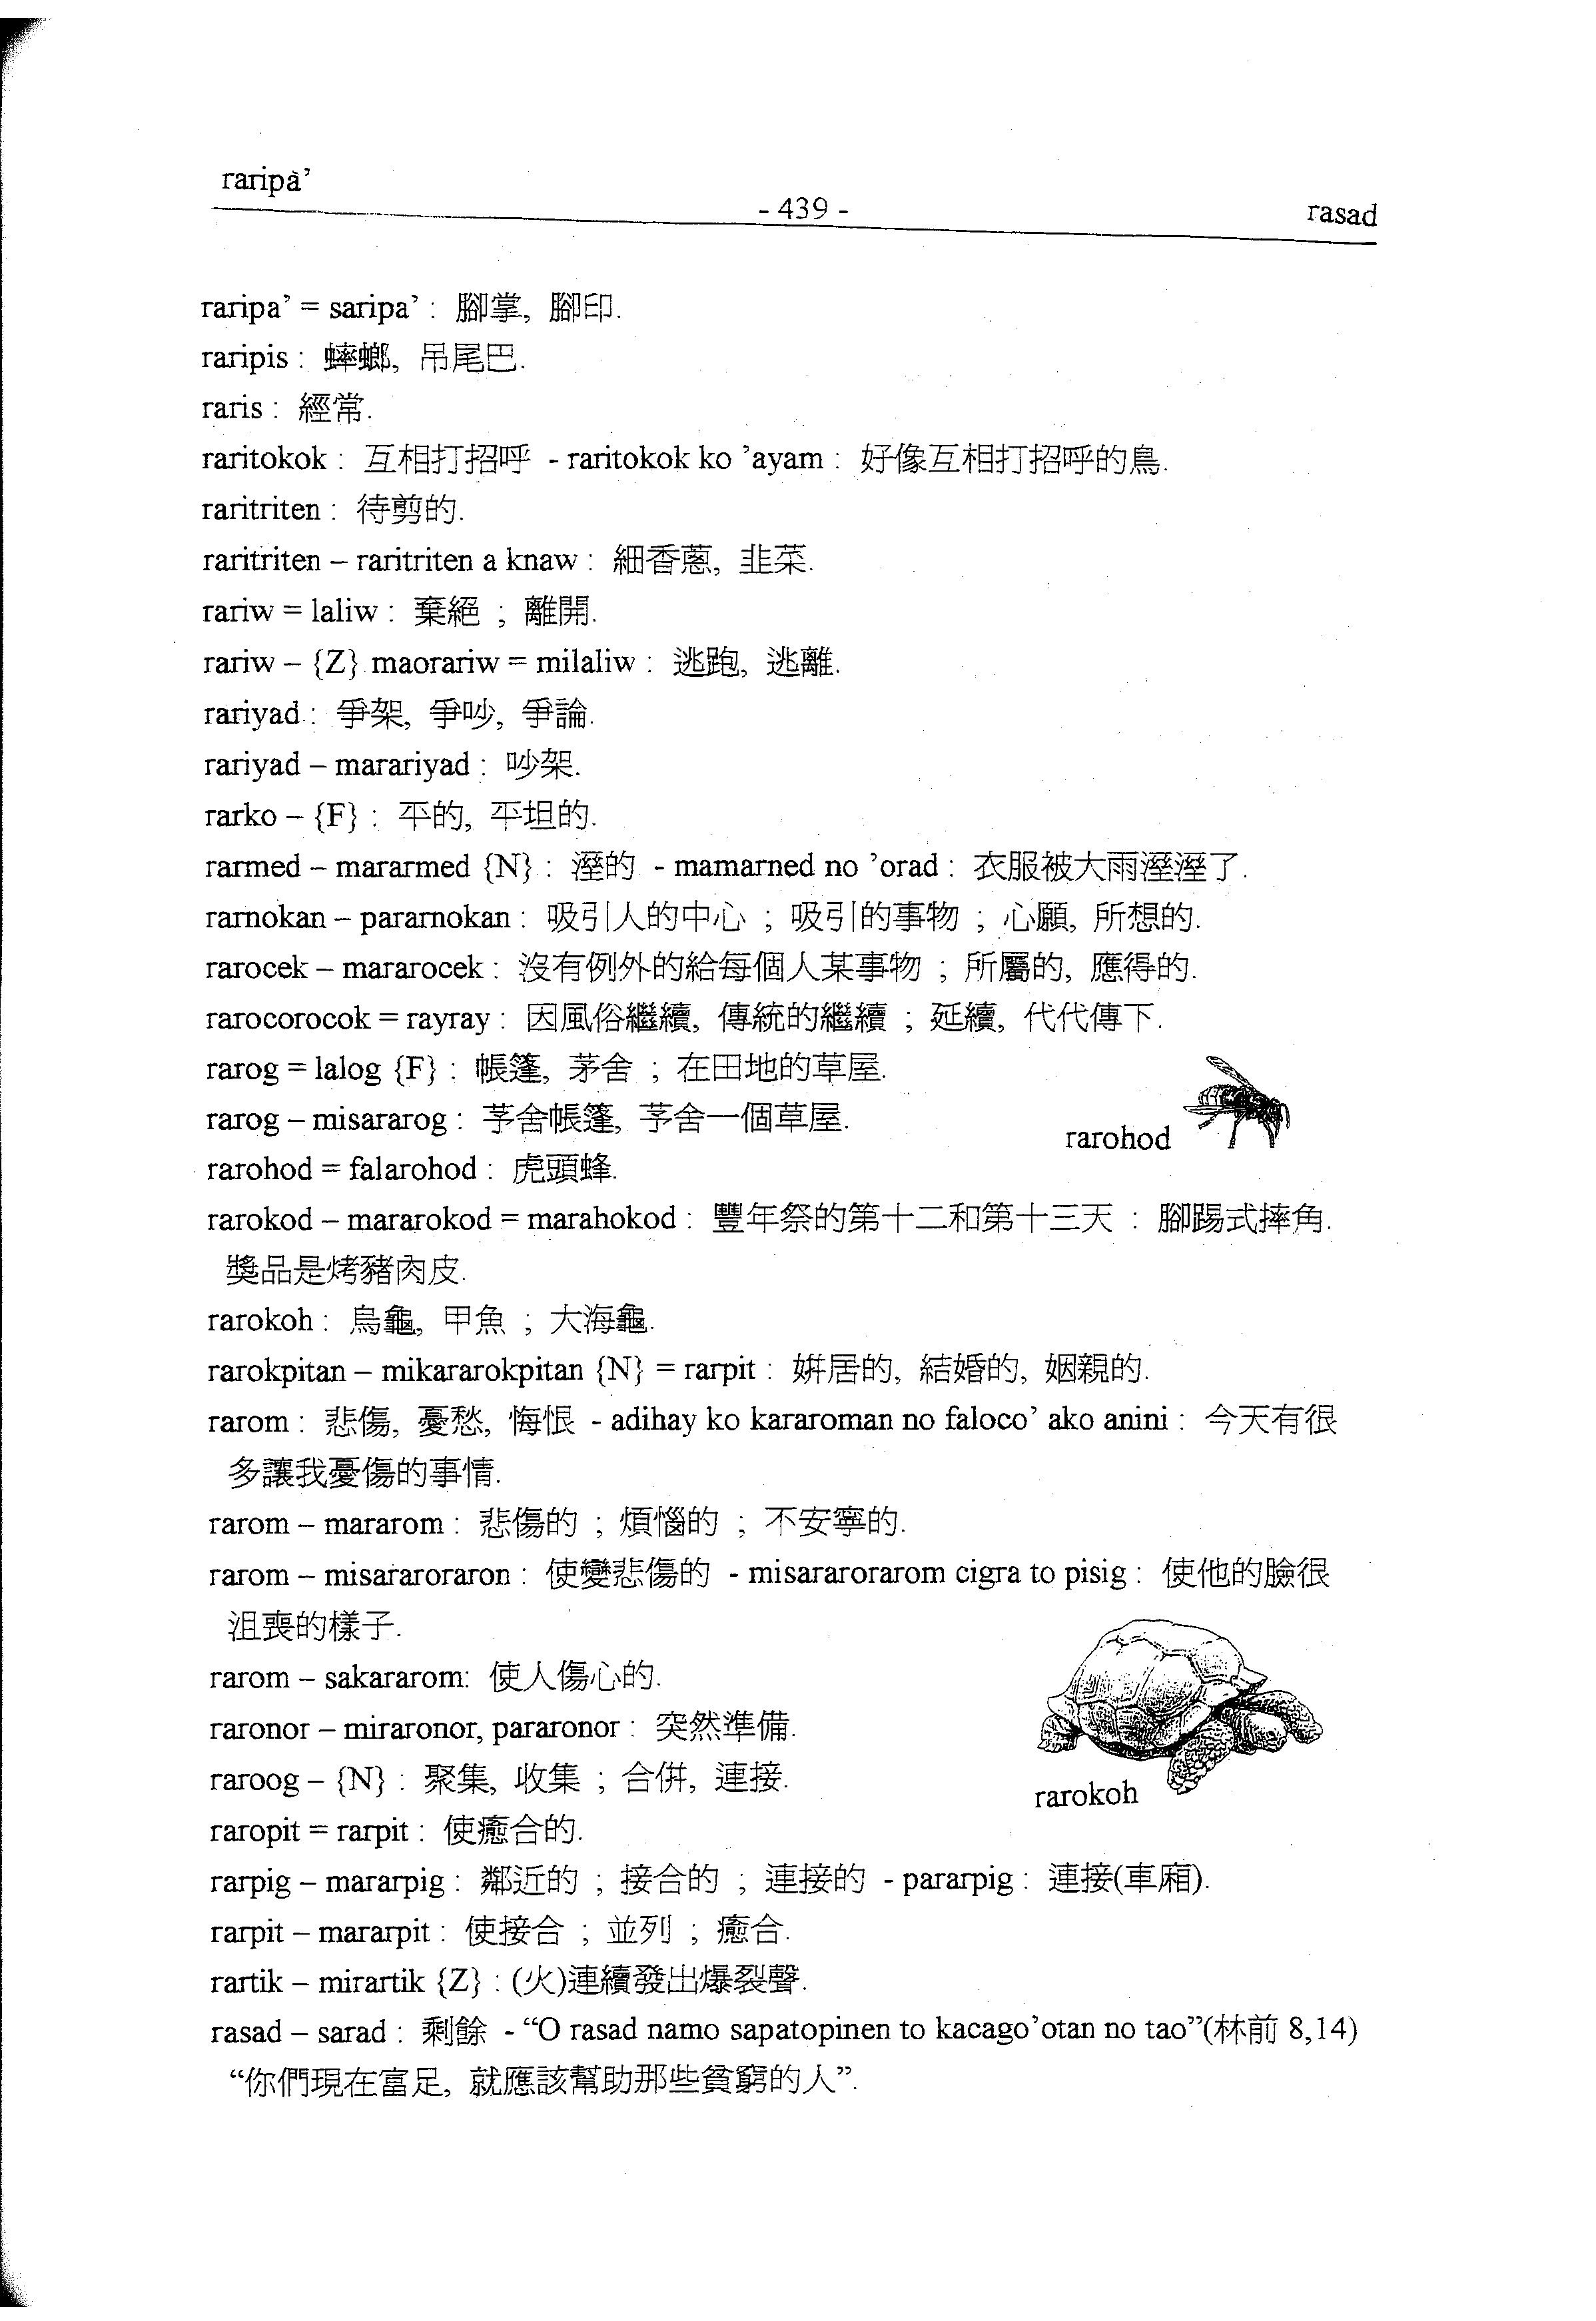 raripa’
- 439 -
rasad
raripa’ = saripa’ : 腳掌, 腳印.
raripis : 蟑螂, 吊尾巴.
raris : 經常.
raritokok : 互相打招呼 - raritokok ko ’ayam : 好像互相打招呼的鳥.
raritriten : 待剪的.
raritriten – raritriten a knaw : 細香蔥, 韭菜.
rariw = laliw : 棄絕 ; 離開.
rariw – {Z} maorariw = milaliw : 逃跑, 逃離.
rariyad : 爭架, 爭吵, 爭論.
rariyad – marariyad : 吵架.
rarko – {F} : 平的, 平坦的.
rarmed – mararmed {N} : 溼的 - mamarned no ’orad : 衣服被大雨溼溼了.
rarnokan – pararnokan : 吸引人的中心 ; 吸引的事物 ; 心願, 所想的.
rarocek – mararocek : 沒有例外的給每個人某事物 ; 所屬的, 應得的.
rarocorocok = rayray : 因風俗繼續, 傳統的繼續 ; 延續, 代代傳下.
rarog = lalog {F} : 帳篷, 茅舍 ; 在田地的草屋.
rarog – misararog : 茅舍帳篷, 茅舍一個草屋.
rarohod
rarohod = falarohod : 虎頭蜂.
rarokod – mararokod = marahokod : 豐年祭的第十二和第十三天 : 腳踢式摔角.
獎品是烤豬肉皮.
rarokoh : 烏龜, 甲魚 ; 大海龜.
rarokpitan – mikararokpitan {N} = rarpit : 姘居的, 結婚的, 姻親的.
rarom : 悲傷, 憂愁, 悔恨 - adihay ko kararoman no faloco’ ako anini : 今天有很
多讓我憂傷的事情.
rarom – mararom : 悲傷的 ; 煩惱的 ; 不安寧的.
rarom – misararoraron : 使變悲傷的 - misararorarom cigra to pisig : 使他的臉很
沮喪的樣子.
rarom – sakararom: 使人傷心的.
raronor – miraronor, pararonor : 突然準備.
raroog – {N} : 聚集, 收集 ; 合併, 連接.
rarokoh
raropit = rarpit : 使癒合的.
rarpig – mararpig : 鄰近的 ; 接合的 ; 連接的 - pararpig : 連接(車廂).
rarpit – mararpit : 使接合 ; 並列 ; 癒合.
rartik – mirartik {Z} : (火)連續發出爆裂聲.
rasad – sarad : 剩餘 - “O rasad namo sapatopinen to kacago’otan no tao”(林前 8,14)
“你們現在富足, 就應該幫助那些貧窮的人”.